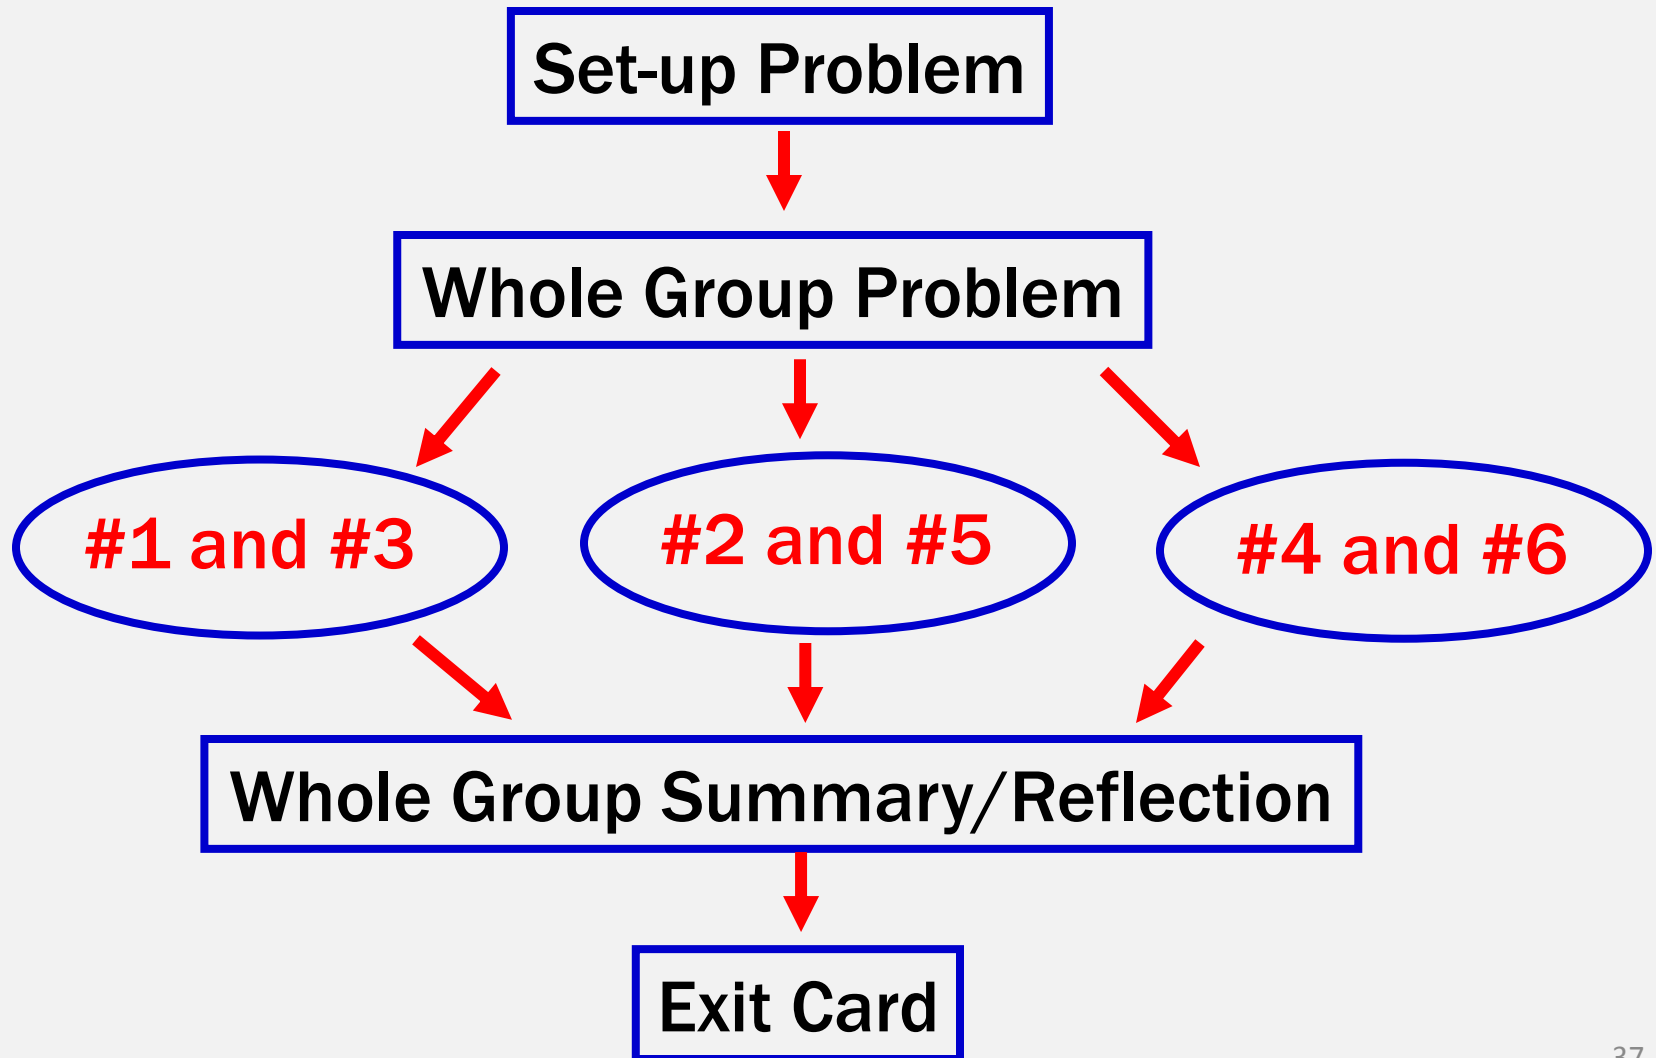 Set-up Problem
Whole Group Problem
#1 and #3
#2 and #5
#4 and #6
Whole Group Summary/Reflection
Exit Card
37